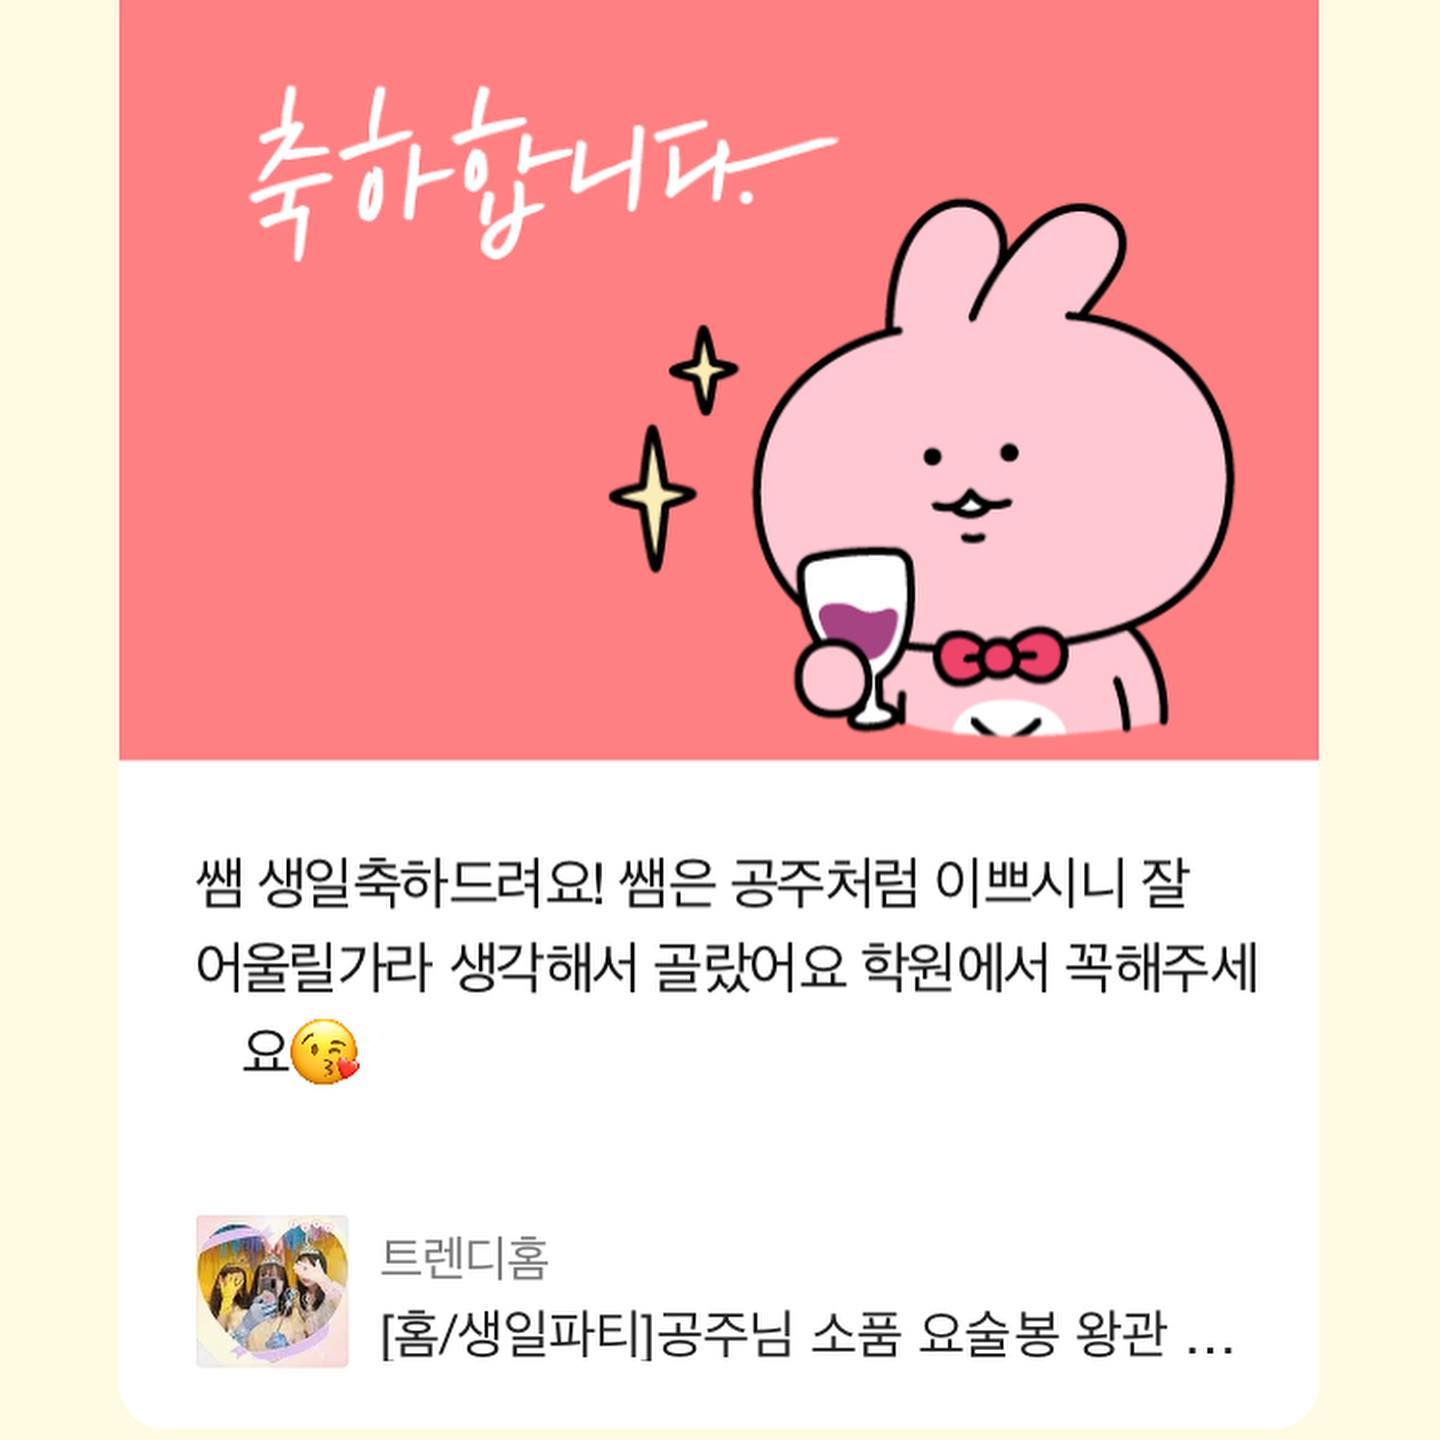 축하합니다.
쌤 생일축하드려요! 쌤은 공주처럼 이쁘시니 잘
어울릴가라 생각해서 골랐어요 학원에서 꼭해주세
요😘
트렌디홈
[홈/생일파티]공주님 소품 요술봉 왕관 ...